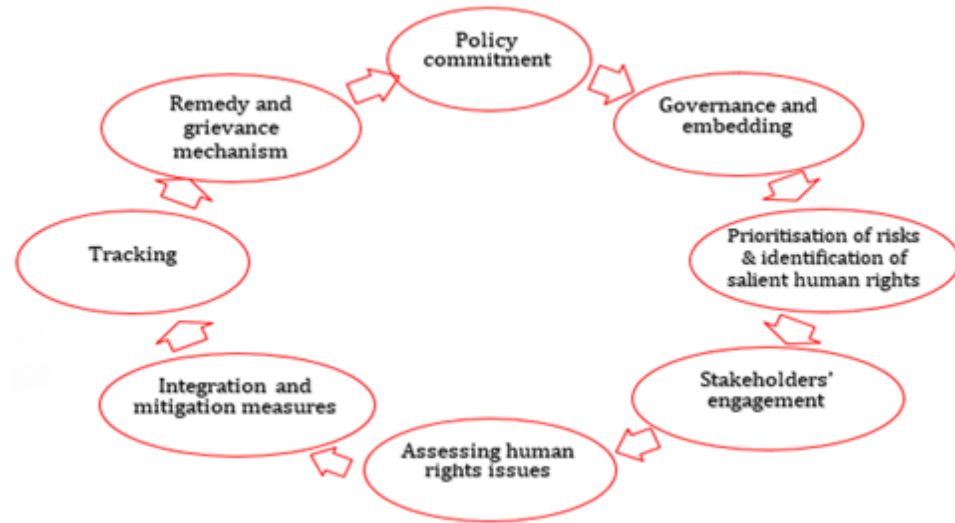 Policy
commitment
Governance and
embedding
Prioritisation of risks
& identification of
salient human rights
Stakeholders’
engagement
Assessing human
rights issues
Integration and
mitigation measures
Tracking
Remedy and
grievance
mechanism